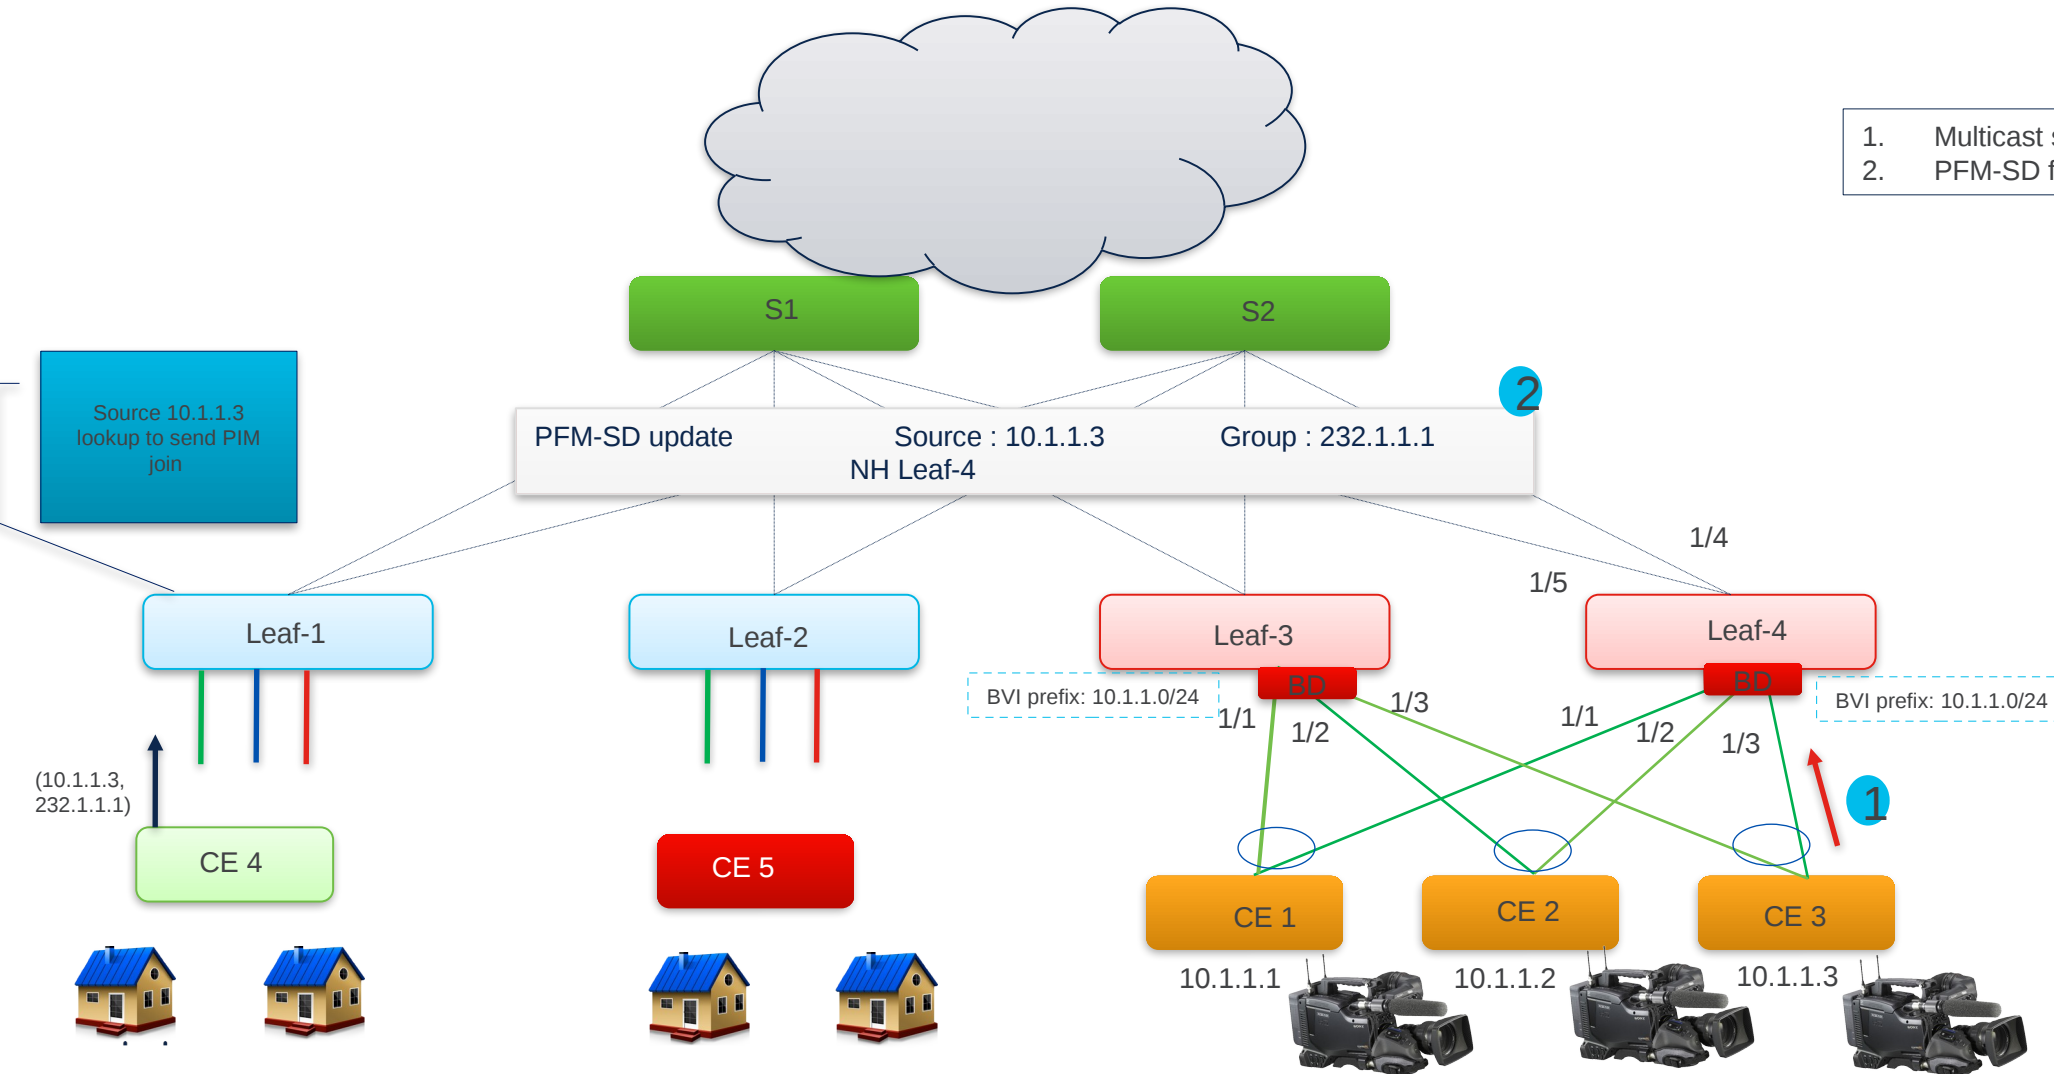 1. Multicast
2. PFM-SD
S1
S2
2
Source 10.1.1.3
lookup to send PIM
join
PFM-SD update Source : 10.1.1.3 Group : 232.1.1.1
NH Leaf-4
1/4
1/5
Leaf-1
Leaf-2
Leaf-3
Leaf-4
BD
BD
BVI prefix: 10.1.1.0/24
BVI prefix: 10.1.1.0/24
1/1
1/2
1/3
1/1
1/2
1/3
(10.1.1.3,
232.1.1.1)
1
CE 4
CE 5
CE 1
CE 2
CE 3
10.1.1.1
10.1.1.2
10.1.1.3